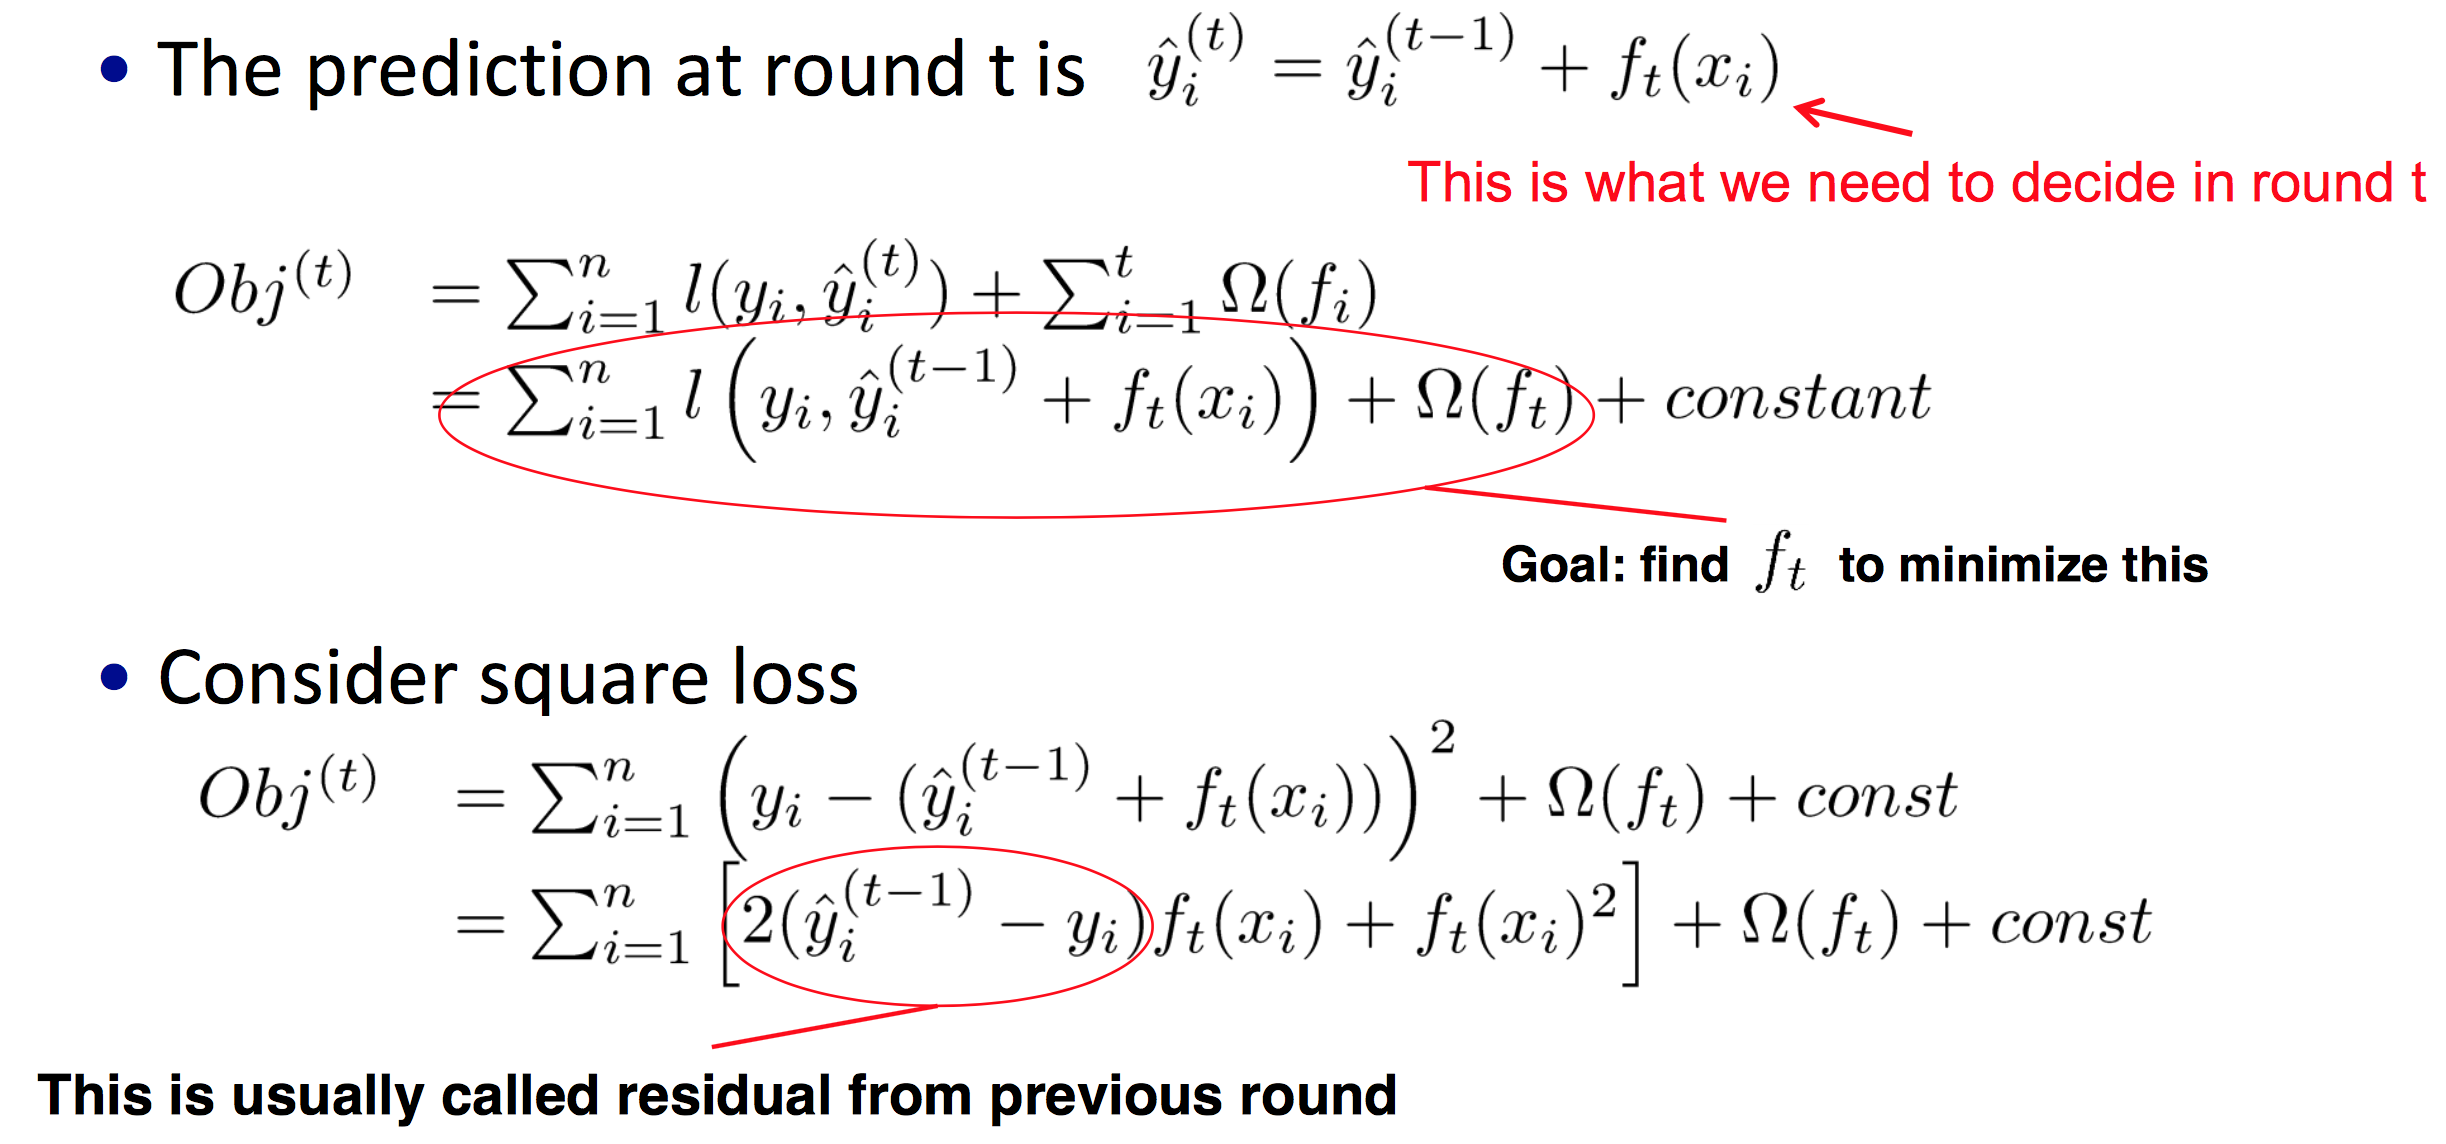 • The prediction at round t is $\hat{y}_i^{(t)} = \hat{y}_i^{(t-1)} + f_t(x_i)$
This is what we need to decide in round t
$Obj^{(t)} = \sum_{i=1}^{n} l(y_i, \hat{y}_i^{(t)}) + \sum_{i=1}^{t} \Omega(f_i)$
$= \sum_{i=1}^{n} l\left(y_i, \hat{y}_i^{(t-1)} + f_t(x_i)\right) + \Omega(f_t) + constant$
Goal: find $f_t$ to minimize this
• Consider square loss
$Obj^{(t)} = \sum_{i=1}^{n} \left(y_i - (\hat{y}_i^{(t-1)} + f_t(x_i))\right)^2 + \Omega(f_t) + const$
$= \sum_{i=1}^{n} \left[2(\hat{y}_i^{(t-1)} - y_i)f_t(x_i) + f_t(x_i)^2\right] + \Omega(f_t) + const$
This is usually called residual from previous round